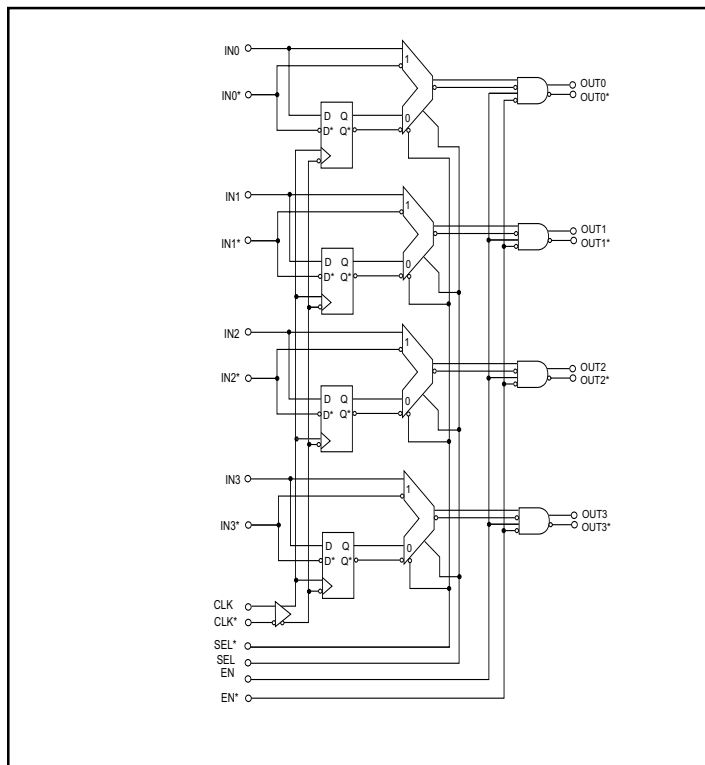 IN0
1
OUT0
IN0*
OUT0*
D Q
0
D* Q*
IN1
1
OUT1
IN1*
OUT1*
D Q
0
D* Q*
IN2
1
OUT2
IN2*
OUT2*
D Q
0
D* Q*
IN3
1
OUT3
IN3*
OUT3*
D Q
0
D* Q*
CLK
CLK*
SEL*
SEL
EN
EN*